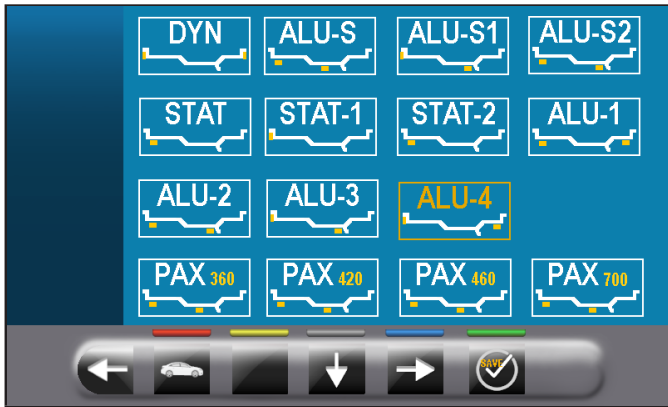 DYN ALU-S ALU-S1 ALU-S2
STAT STAT-1 STAT-2 ALU-1
ALU-2 ALU-3 ALU-4
PAX 360 PAX 420 PAX 460 PAX 700
SAVE